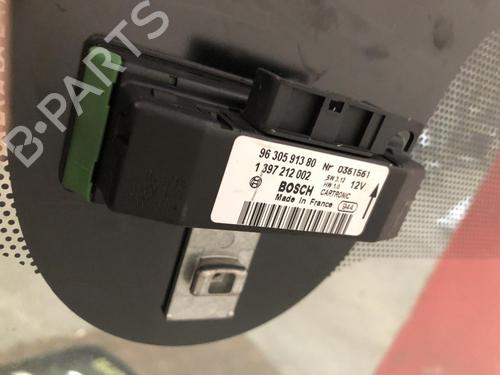 B-PARTS
96 305 913 80 Nr 0361561
1 397 212 002 SW 3.12 12V
HW 1.0
BOSCH CARTRONIC
Made in France 944